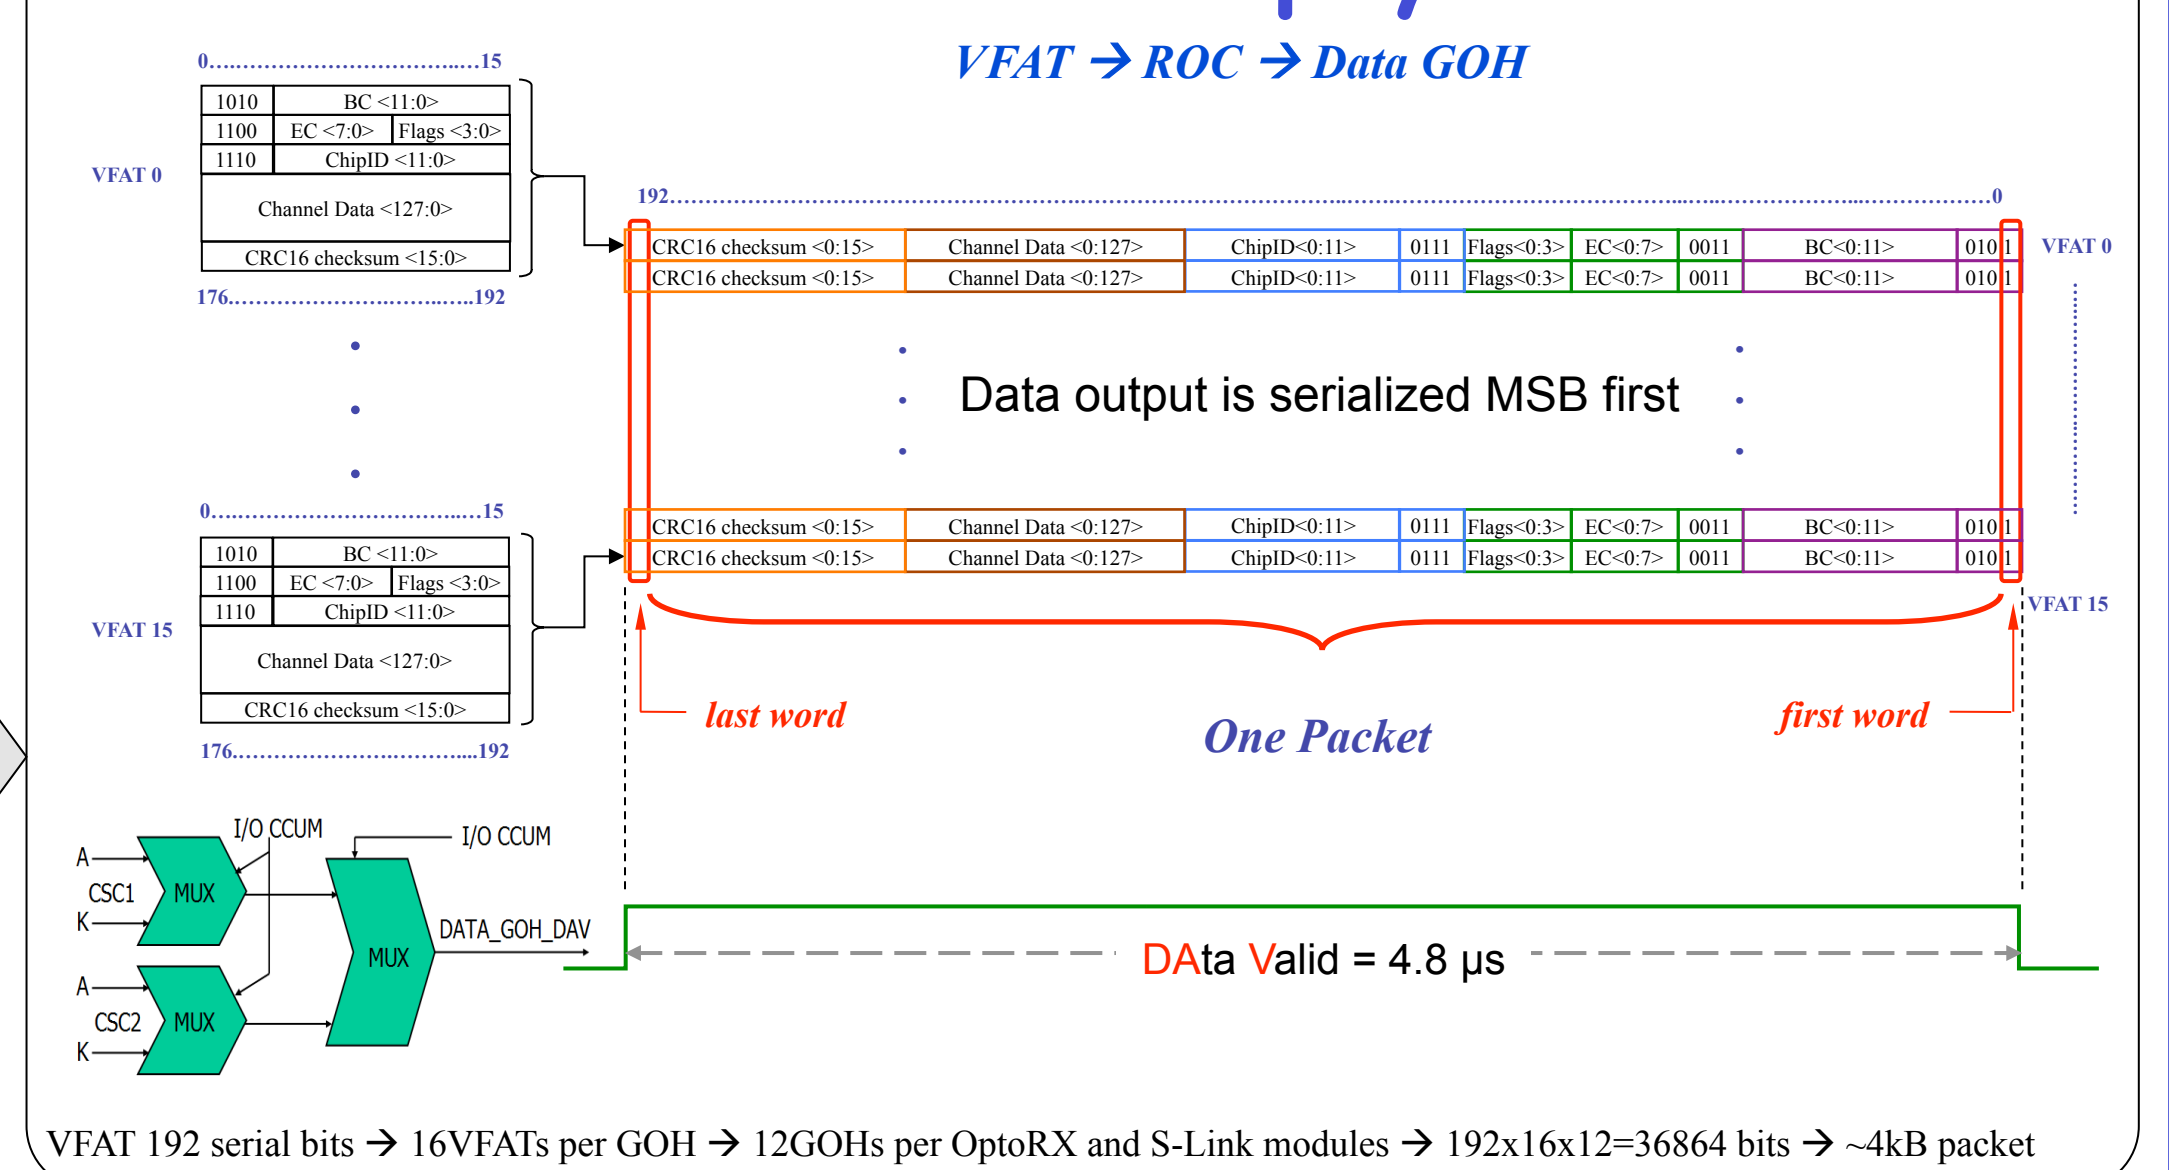 VFAT → ROC → Data GOH
0……………………………15
1010 BC <11:0>
1100 EC <7:0> Flags <3:0>
1110 ChipID <11:0>
VFAT 0
Channel Data <127:0>
CRC16 checksum <15:0>
176……………………………192
192………………………………………………………………………………0
CRC16 checksum <0:15> Channel Data <0:127> ChipID<0:11> 0111 Flags<0:3> EC<0:7> 0011 BC<0:11> 010 1 VFAT 0
CRC16 checksum <0:15> Channel Data <0:127> ChipID<0:11> 0111 Flags<0:3> EC<0:7> 0011 BC<0:11> 010 1
Data output is serialized MSB first
CRC16 checksum <0:15> Channel Data <0:127> ChipID<0:11> 0111 Flags<0:3> EC<0:7> 0011 BC<0:11> 010 1
CRC16 checksum <0:15> Channel Data <0:127> ChipID<0:11> 0111 Flags<0:3> EC<0:7> 0011 BC<0:11> 010 1
VFAT 15
0……………………………15
1010 BC <11:0>
1100 EC <7:0> Flags <3:0>
1110 ChipID <11:0>
VFAT 15
Channel Data <127:0>
CRC16 checksum <15:0>
176……………………………192
last word
One Packet
first word
I/O CCUM
I/O CCUM
A
CSC1
K
MUX
A
CSC2
K
MUX
MUX
DATA_GOH_DAV
DAta Valid = 4.8 µs
VFAT 192 serial bits → 16VFATs per GOH → 12GOHs per OptoRX and S-Link modules → 192x16x12=36864 bits → ~4kB packet